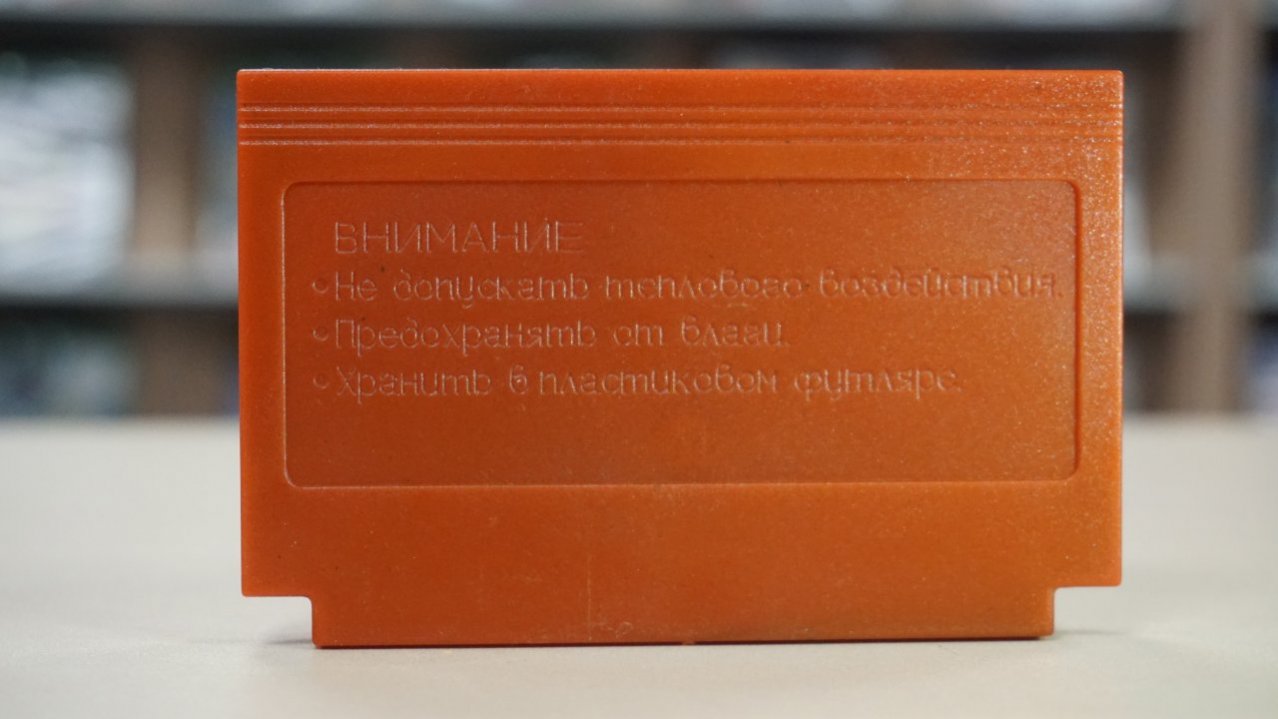 ВНИМАНИЕ
•Не допускать теплового воздействия.
•Предохранять от влаги.
•Хранить в пластиковом футляре.